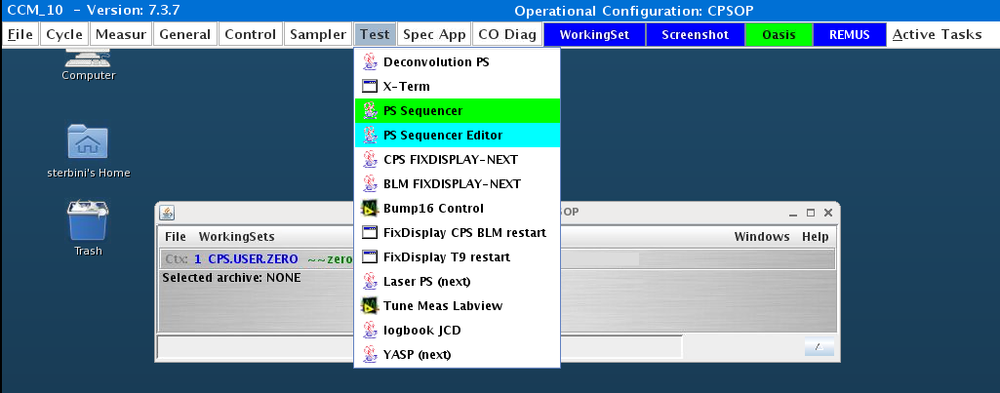 CCM_10 - Version: 7.3.7
Operational Configuration: CPSOP
File Cycle Measur General Control Sampler Test Spec App CO Diag WorkingSet Screenshot Oasis REMUS Active Tasks
Computer
sterbini's Home
Trash
Deconvolution PS
X-Term
PS Sequencer
PS Sequencer Editor
CPS FIXDISPLAY-NEXT
BLM FIXDISPLAY-NEXT
Bump16 Control
FixDisplay CPS BLM restart
FixDisplay T9 restart
Laser PS (next)
Tune Meas Labview
logbook JCD
YASP (next)
SOP
File WorkingSets Windows Help
Ctx: 1 CPS.USER.ZERO ~~zero
Selected archive: NONE